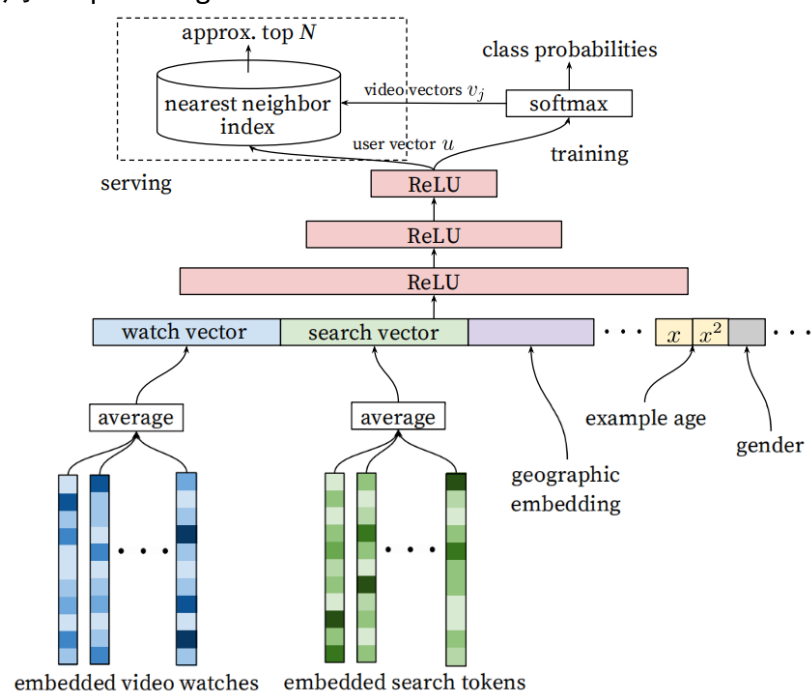 approx. top N
class probabilities
nearest neighbor
index
video vectors v_j
softmax
user vector u
training
serving
ReLU
ReLU
ReLU
watch vector
search vector
...
x
x²
...
average
average
example age
gender
geographic
embedding
...
...
embedded video watches
embedded search tokens